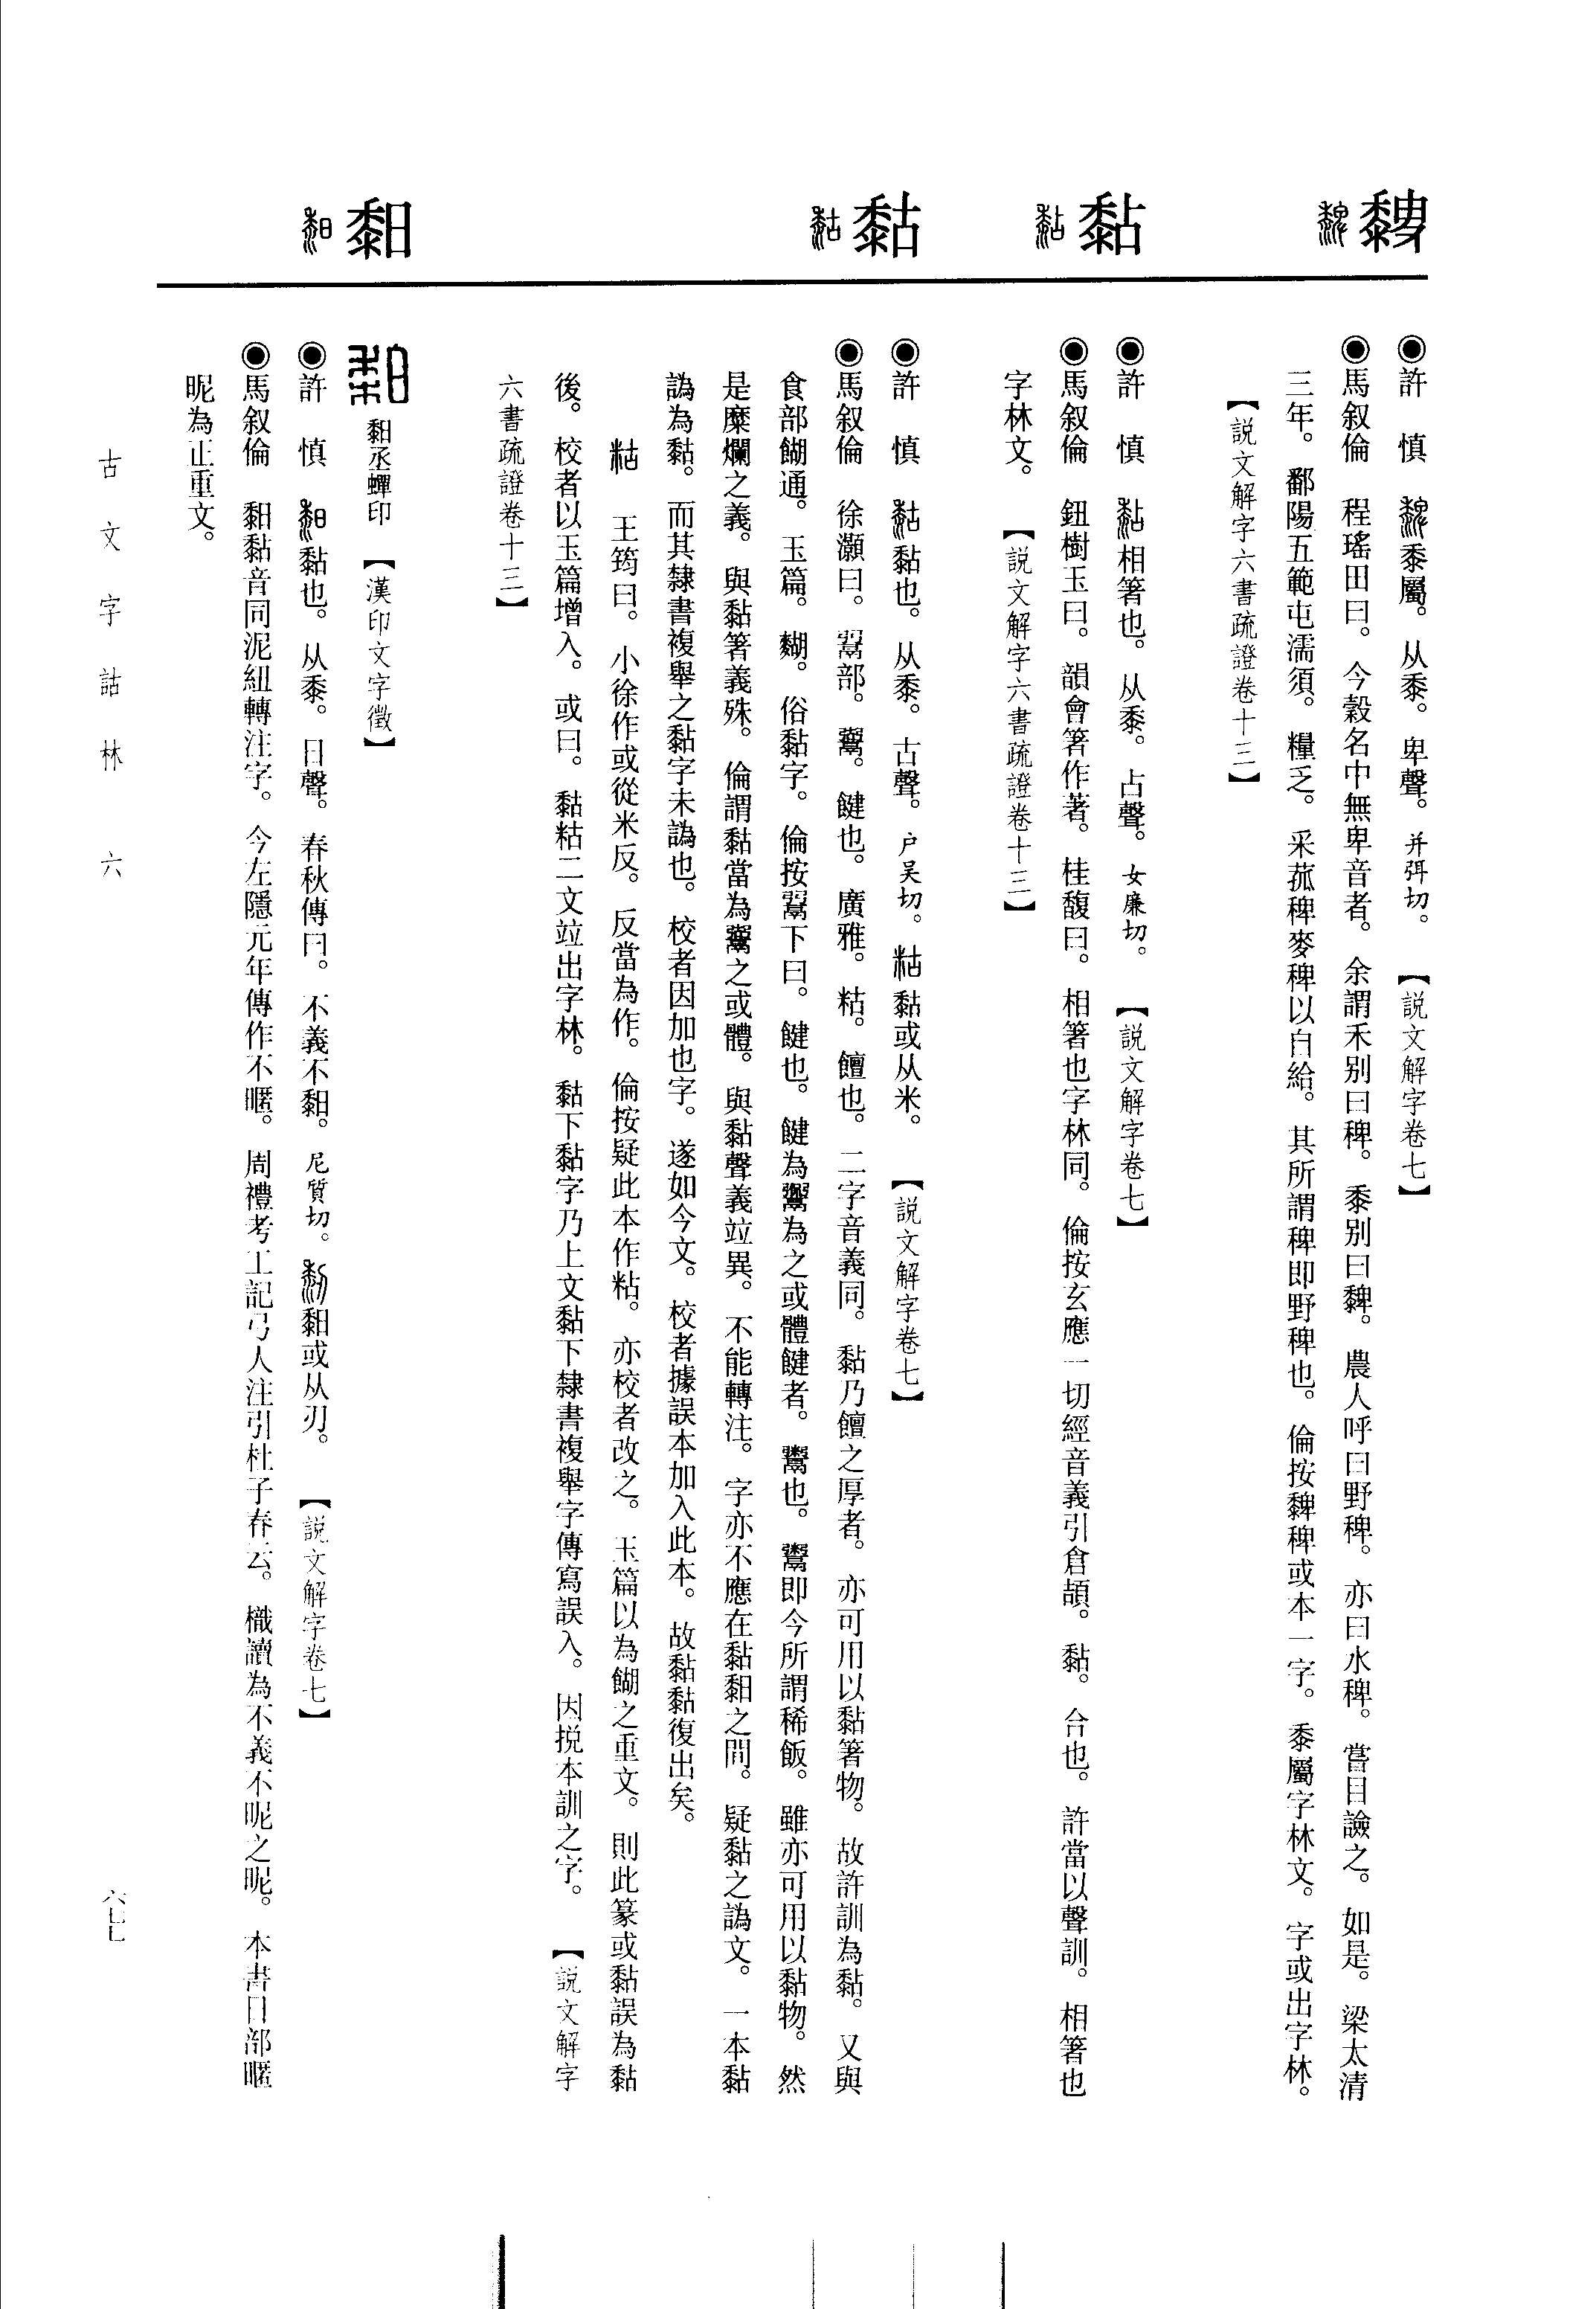 䵗
黏
黏
䵑
◉許　慎　黍屬。从黍。卑聲。并弭切。【説文解字卷七】
◉馬叙倫　程瑤田曰。今穀名中無卑音者。余謂禾別曰稗。黍別曰䵗。農人呼曰野稗。亦曰水稗。嘗目譣之。如是。梁太清
三年。鄱陽五範屯濡須。糧乏。采菰稗麥稗以自給。其所謂稗即野稗也。倫按䵗稗或本一字。黍屬字林文。字或出字林。
【説文解字六書疏證卷十三】
◉許　慎　相箸也。从黍。占聲。女廉切。【説文解字卷七】
◉馬叙倫　鈕樹玉曰。韻會箸作著。桂馥曰。相箸也字林同。倫按玄應一切經音義引倉頡。黏。合也。許當以聲訓。相箸也
字林文。【説文解字六書疏證卷十三】
◉許　慎　黏也。从黍。古聲。户吴切。黏或从米。【説文解字卷七】
◉馬叙倫　徐灝曰。䰜部。鬻。鍵也。廣雅。粘。饘也。二字音義同。黏乃饘之厚者。亦可用以黏箸物。故許訓為黏。又與
食部餬通。玉篇。糊。俗黏字。倫按䰜下曰。鍵也。鍵為鬻為之或體鍵者。鬻也。鬻即今所謂稀飯。雖亦可用以黏物。然
是糜爛之義。與黏箸義殊。倫謂黏當為鬻之或體。與黏聲義竝異。不能轉注。字亦不應在黏䵑之間。疑黏之譌文。一本黏
譌為黏。而其隸書複舉之黏字未譌也。校者因加也字。遂如今文。校者據誤本加入此本。故黏黏復出矣。
王筠曰。小徐作或從米反。反當為作。倫按疑此本作粘。亦校者改之。玉篇以為餬之重文。則此篆或黏誤為黏
後。校者以玉篇增入。或曰。黏粘二文竝出字林。黏下黏字乃上文黏下隸書複舉字傳寫誤入。因挩本訓之字。【説文解字
六書疏證卷十三】
䵑丞蟬印【漢印文字徵】
◉許　慎　黏也。从黍。日聲。春秋傳曰。不義不䵑。尼質切。䵑或从刃。【説文解字卷七】
◉馬叙倫　䵑黏音同泥紐轉注字。今左隱元年傳作不暱。周禮考工記弓人注引杜子春云。樴讀為不義不昵之昵。本書日部暱
昵為正重文。
古文字詁林　六
六七七